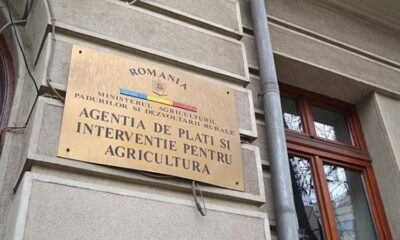 ROMANIA
MINISTERUL AGRICULTURII,
PADURILOR SI DEZVOLTARII RURALE
AGENTIA DE PLATI SI
INTERVENTIE PENTRU
AGRICULTURA